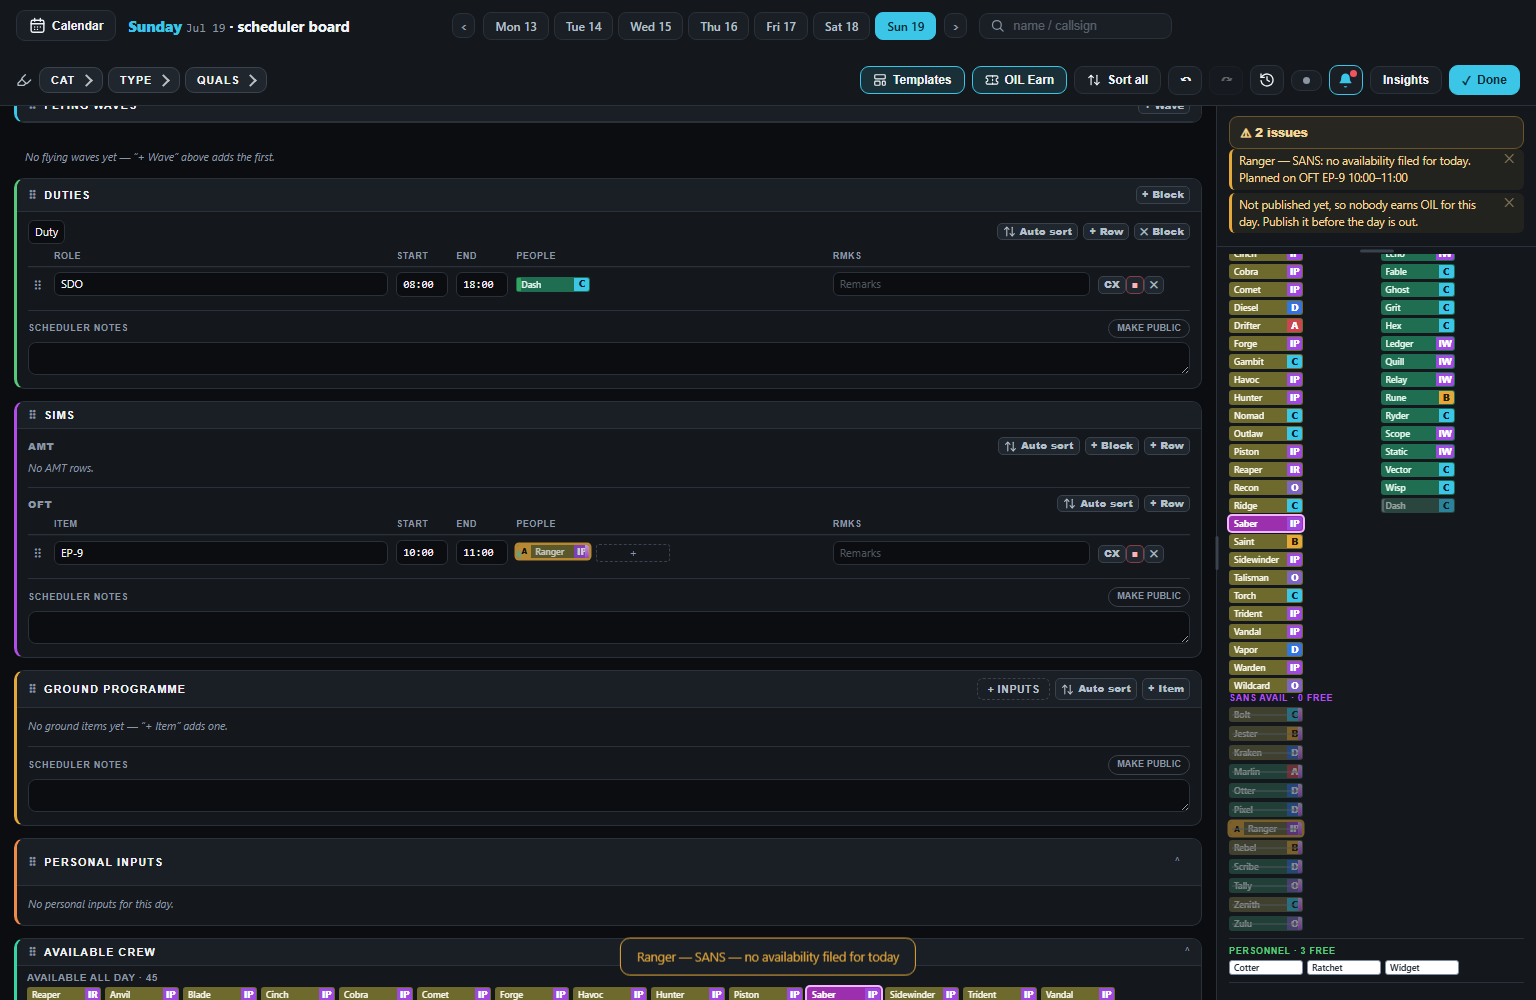 Calendar
Sunday Jul 19 · scheduler board
‹ Mon 13 Tue 14 Wed 15 Thu 16 Fri 17 Sat 18 Sun 19 ›
name / callsign
CAT TYPE QUALS
Templates OIL Earn Sort all Insights ✓ Done
FLYING WAVES
+ Wave
No flying waves yet — "+ Wave" above adds the first.
DUTIES
+ Block
Duty
Auto sort + Row ✕ Block
ROLE START END PEOPLE RMKS
SDO 08:00 18:00 Dash C Remarks CX ✕
SCHEDULER NOTES
MAKE PUBLIC
SIMS
AMT
Auto sort + Block + Row
No AMT rows.
OFT
Auto sort + Row
ITEM START END PEOPLE RMKS
EP-9 10:00 11:00 A Ranger IP + Remarks CX ✕
SCHEDULER NOTES
MAKE PUBLIC
GROUND PROGRAMME
+ INPUTS Auto sort + Item
No ground items yet — "+ Item" adds one.
SCHEDULER NOTES
MAKE PUBLIC
PERSONAL INPUTS
No personal inputs for this day.
AVAILABLE CREW
AVAILABLE ALL DAY · 45
Reaper IR Anvil IP Blade IP Cinch IP Cobra IP Comet IP Forge IP Havoc IP Hunter IP Piston IP Saber IP Sidewinder IP Trident IP Vandal IP
Ranger — SANS — no availability filed for today
⚠ 2 issues
Ranger — SANS: no availability filed for today.
Planned on OFT EP-9 10:00–11:00
Not published yet, so nobody earns OIL for this
day. Publish it before the day is out.
Cinch IP
Cobra IP
Comet IP
Diesel D
Drifter A
Forge IP
Gambit C
Havoc IP
Hunter IP
Nomad C
Outlaw C
Piston IP
Reaper IR
Recon O
Ridge C
Saber IP
Saint B
Sidewinder IP
Talisman O
Torch C
Trident IP
Vandal IP
Vapor D
Warden IP
Wildcard O
Echo IW
Fable C
Ghost C
Grit C
Hex C
Ledger IW
Quill IW
Relay IW
Rune B
Ryder C
Scope IW
Static IW
Vector C
Wisp C
Dash C
SANS AVAIL · 0 FREE
Bolt C
Jester B
Kraken D
Marlin A
Otter D
Pixel D
A Ranger IP
Rebel B
Scribe D
Tally O
Zenith C
Zulu O
PERSONNEL · 3 FREE
Cotter Ratchet Widget